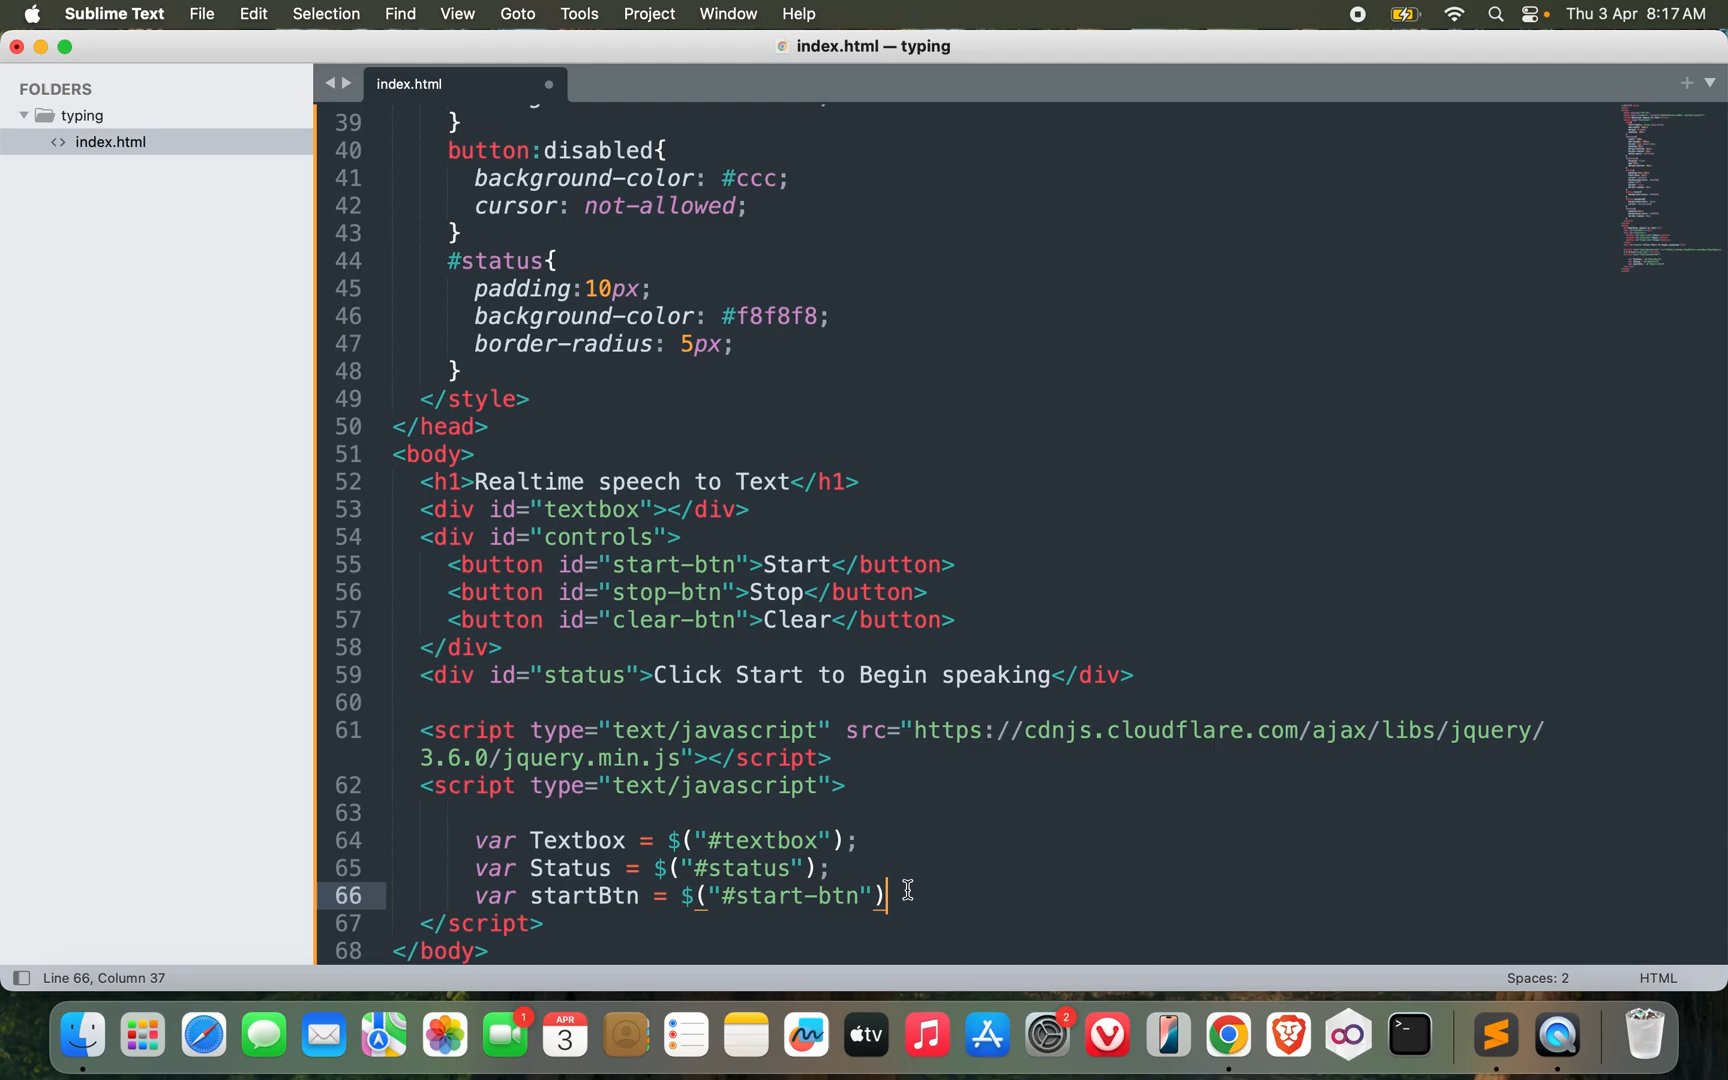 Sublime Text File Edit Selection Find View Goto Tools Project Window Help Thu 3 Apr 8:17 AM
index.html — typing
FOLDERS
typing
<> index.html
index.html
39 }
40 button:disabled{
41 background-color: #ccc;
42 cursor: not-allowed;
43 }
44 #status{
45 padding:10px;
46 background-color: #f8f8f8;
47 border-radius: 5px;
48 }
49 </style>
50 </head>
51 <body>
52 <h1>Realtime speech to Text</h1>
53 <div id="textbox"></div>
54 <div id="controls">
55 <button id="start-btn">Start</button>
56 <button id="stop-btn">Stop</button>
57 <button id="clear-btn">Clear</button>
58 </div>
59 <div id="status">Click Start to Begin speaking</div>
60
61 <script type="text/javascript" src="https://cdnjs.cloudflare.com/ajax/libs/jquery/
3.6.0/jquery.min.js"></script>
62 <script type="text/javascript">
63
64 var Textbox = $("#textbox");
65 var Status = $("#status");
66 var startBtn = $("#start-btn")
67 </script>
68 </body>
Line 66, Column 37 Spaces: 2 HTML
1 APR 3 tv 2